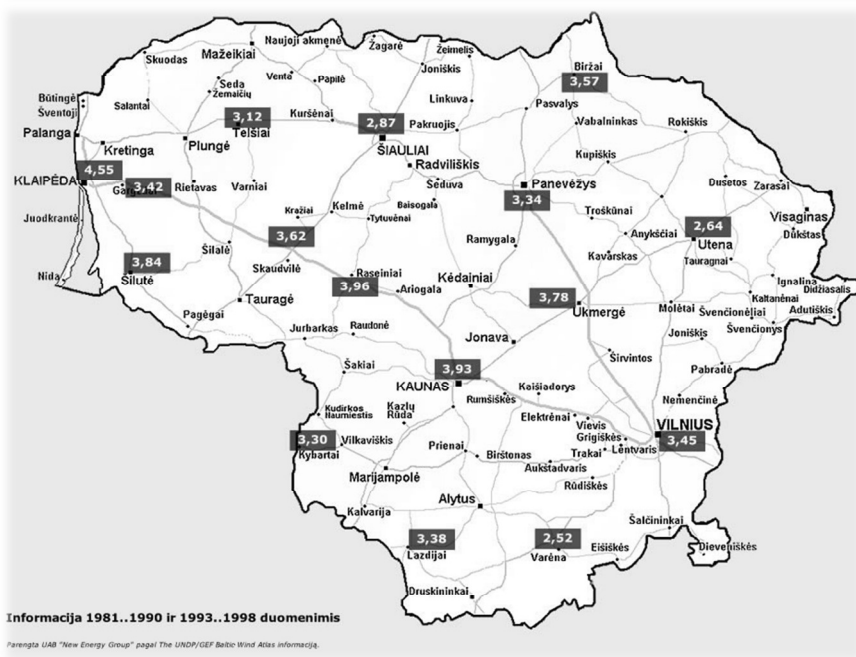 Naujoji akmenė
Žagarė
Žeimelis
Skuodas
Mažeikiai
Biržai
3,57
Seda
Venta
Papilė
Joniškis
Žemaičių
Būtingė
Šventoji
Salantai
Linkuva
Pasvalys
3,12
Telšiai
Kuršėnai
2,87
Pakruojis
Vabalninkas
Rokiškis
Palanga
Kretinga
Plungė
ŠIAULIAI
Radviliškis
Kupiškis
4,55
KLAIPĖDA
3,42
Rietavas
Varniai
Šeduva
Panevėžys
3,34
Dusetos
Zarasai
Juodkrantė
Kražiai
Kelmė
Baisogala
Tytuvėnai
Troškūnai
Visaginas
3,62
Ramygala
Anykščiai
2,64
Utena
Dūkštas
Šilalė
Skaudvilė
Kavarskas
Tauragnai
3,84
Šilutė
Nida
Raseiniai
3,96
Ariogala
Kėdainiai
Ignalina
Didžiasalis
Tauragė
3,78
Ukmergė
Molėtai
Kaltanėnai
Švenčionėliai
Adutiškis
Pagėgai
Jurbarkas
Raudonė
Jonava
Joniškis
Švenčionys
Šakiai
3,93
KAUNAS
Širvintos
Pabradė
Rumšiškės
Kaišiadorys
Nemenčinė
Kudirkos
Naumiestis
Kazlų
Rūda
Elektrėnai
Vievis
Grigiškės
VILNIUS
3,45
3,30
Kybartai
Vilkaviškis
Prienai
Birštonas
Trakai
Lentvaris
Aukštadvaris
Marijampolė
Rūdiškės
Kalvarija
Alytus
Šalčininkai
3,38
Lazdijai
2,52
Varėna
Eišiškės
Dieveniškės
Druskininkai
Informacija 1981..1990 ir 1993..1998 duomenimis
Parengta UAB "New Energy Group" pagal The UNDP/GEF Baltic Wind Atlas informaciją.